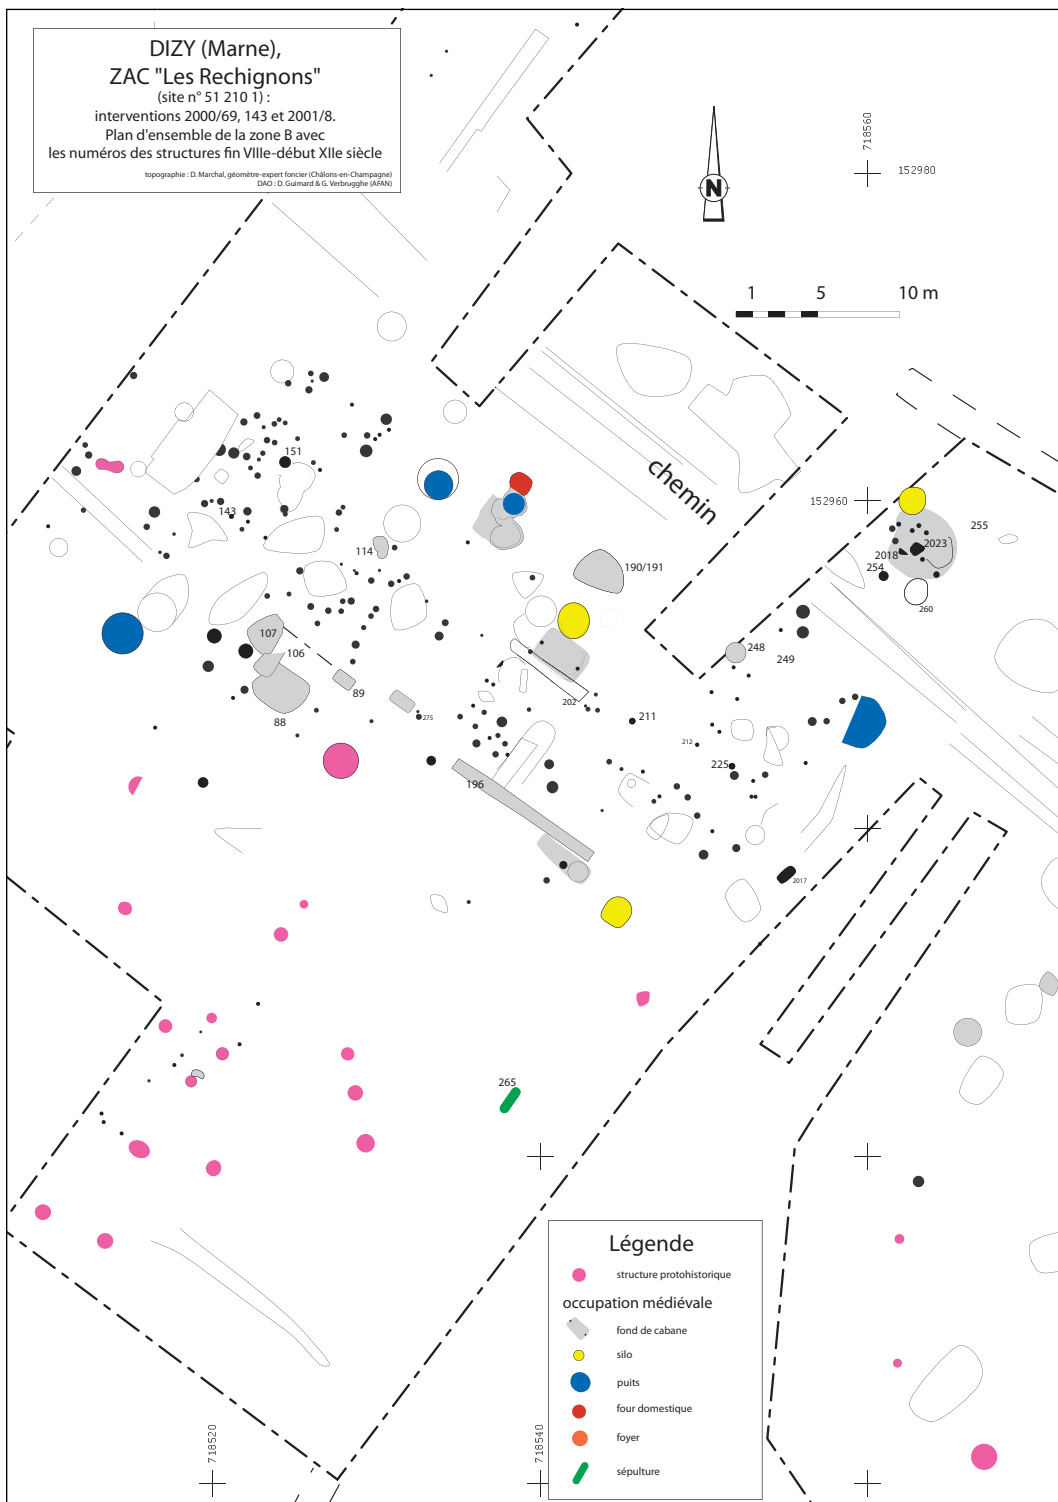 DIZY (Marne),
ZAC "Les Rechignons"
(site n° 51 210 1) :
interventions 2000/69, 143 et 2001/8.
Plan d'ensemble de la zone B avec
les numéros des structures fin VIIIe-début XIIe siècle
topographie : D. Marchal, géomètre-expert foncier (Châlons-en-Champagne)
DAO : D. Guimard & G. Verbrugghe (AFAN)
718560
152980
N
1 5 10 m
chemin
151
152960
143
255
2023
2018
254
114
190/191
260
107
106
248
249
89
88
275
202
211
212
225
196
2017
265
Légende
structure protohistorique
occupation médiévale
fond de cabane
silo
puits
four domestique
foyer
sépulture
718520
718540